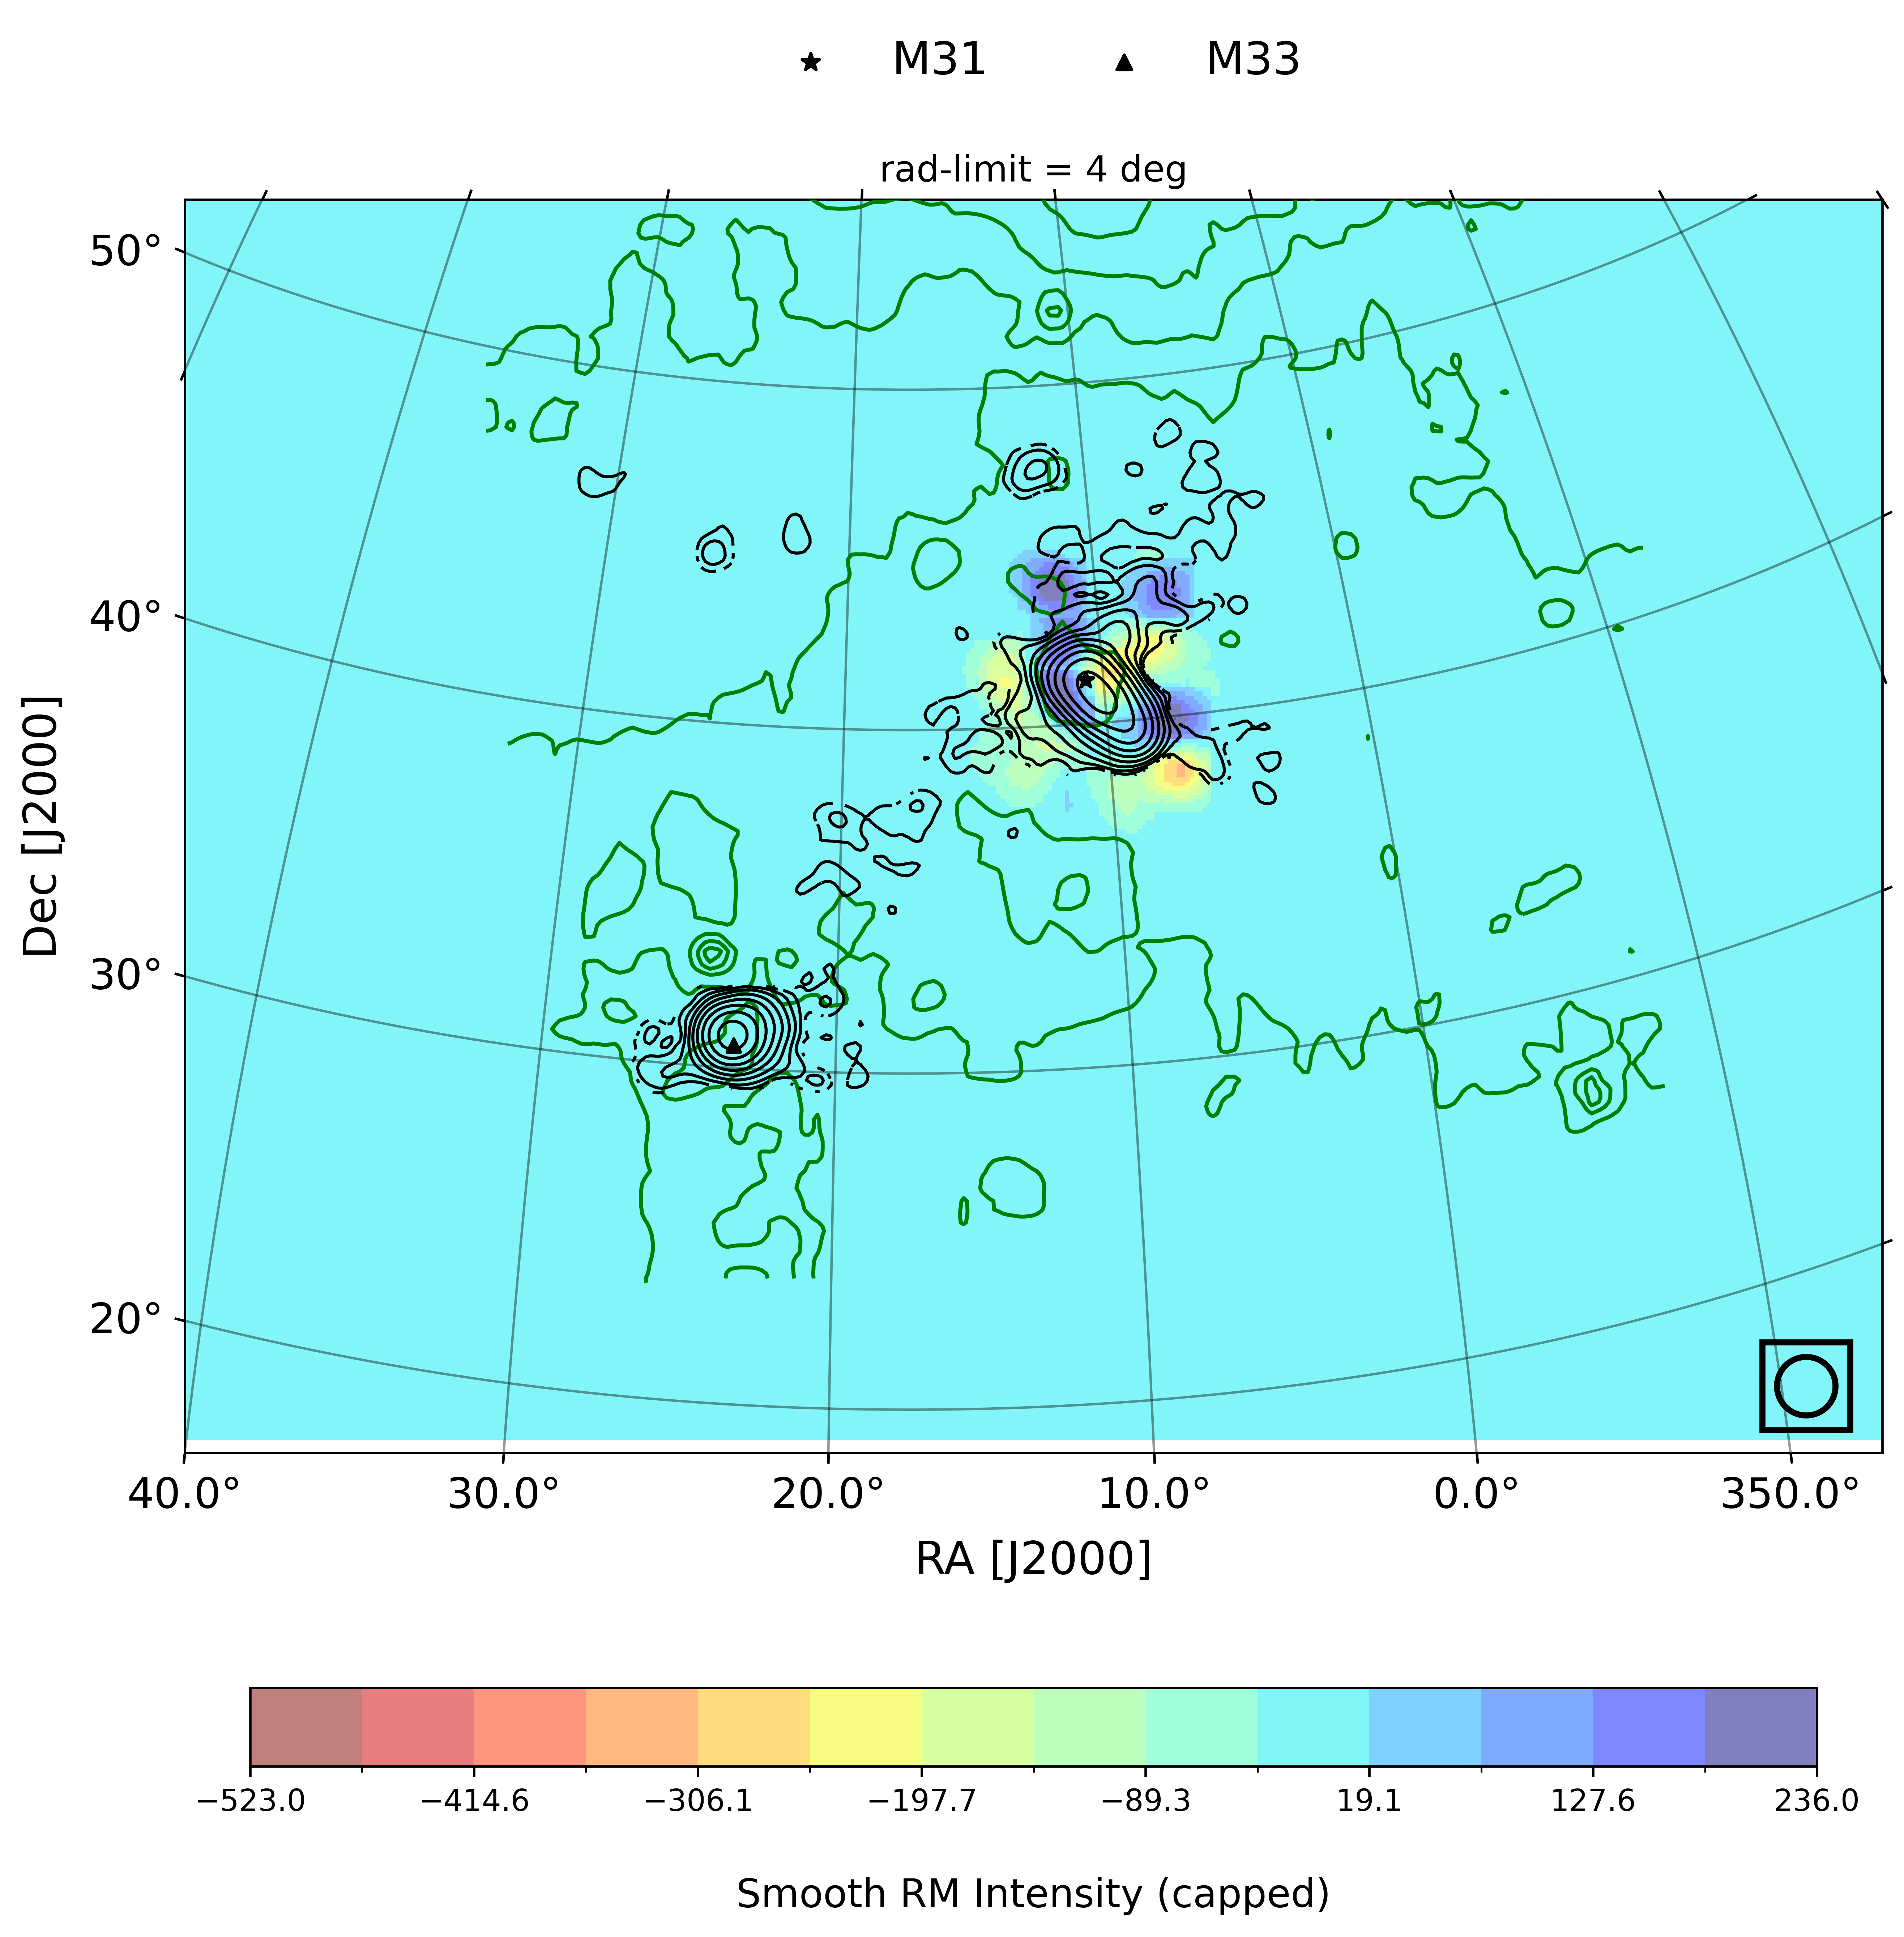 M31 M33
rad-limit = 4 deg
50°
40°
30°
20°
Dec [J2000]
40.0° 30.0° 20.0° 10.0° 0.0° 350.0°
RA [J2000]
−523.0 −414.6 −306.1 −197.7 −89.3 19.1 127.6 236.0
Smooth RM Intensity (capped)